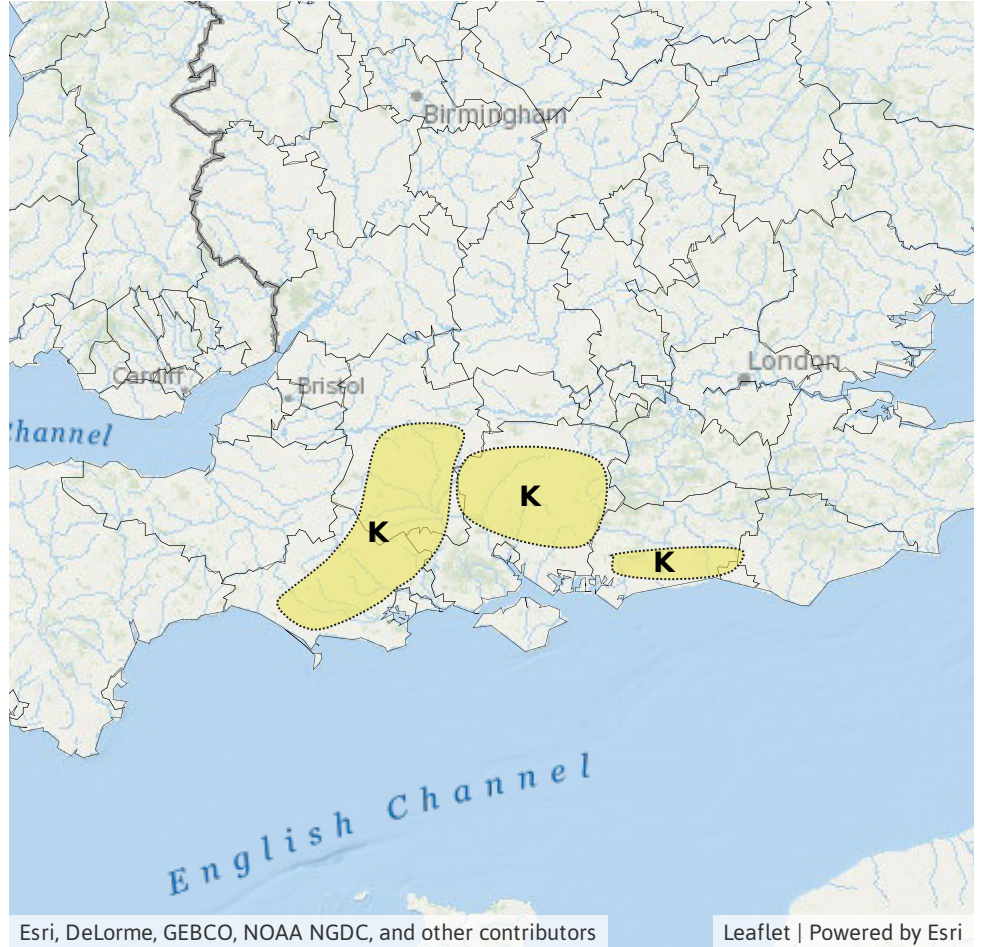 Birmingham
London
Cardiff
Bristol
Channel
K
K
K
English Channel
Esri, DeLorme, GEBCO, NOAA NGDC, and other contributors
Leaflet | Powered by Esri